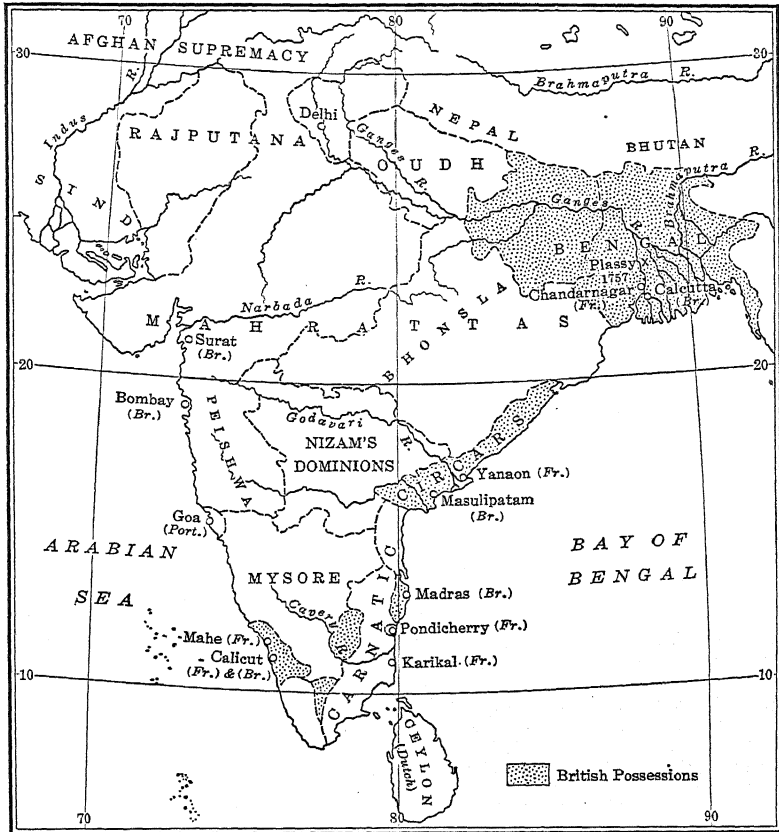 70
80
90
30
30
AFGHAN SUPREMACY
Brahmaputra R.
Indus R.
Delhi
NEPAL
RAJPUTANA
Ganges R.
OUDH
BHUTAN
Brahmaputra R.
SIND
Ganges R.
BENGAL
Plassy
1757
Chandarnagar
(Fr.)
Calcutta
(Br.)
Narbada R.
MAHRATTAS
BHONSLA
Surat
(Br.)
20
20
Bombay
(Br.)
PEISHWA
Godavari R.
NIZAM'S
DOMINIONS
CIRCARS
Yanaon (Fr.)
Masulipatam
(Br.)
Goa
(Port.)
ARABIAN
SEA
BAY OF
BENGAL
MYSORE
CARNATIC
Cavery R.
Madras (Br.)
Mahe (Fr.)
Pondicherry (Fr.)
Calicut
(Fr.) & (Br.)
Karikal (Fr.)
10
10
CEYLON
(Dutch)
British Possessions
70
80
90